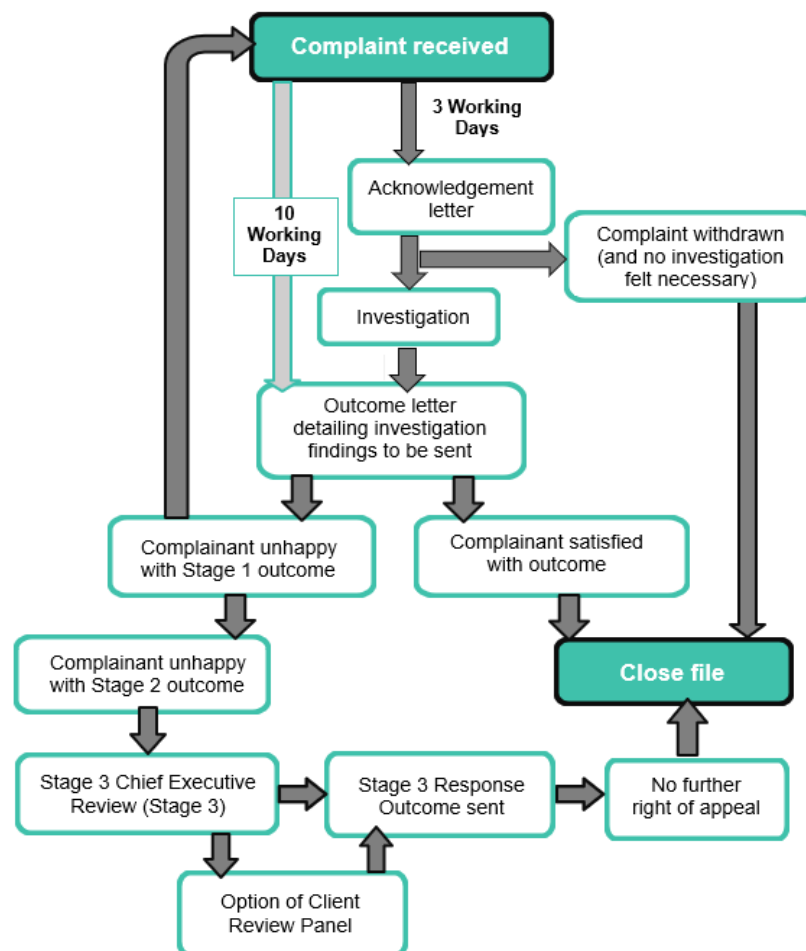 Complaint received
3 Working
Days
Acknowledgement
letter
10
Working
Days
Complaint withdrawn
(and no investigation
felt necessary)
Investigation
Outcome letter
detailing investigation
findings to be sent
Complainant unhappy
with Stage 1 outcome
Complainant satisfied
with outcome
Complainant unhappy
with Stage 2 outcome
Close file
Stage 3 Chief Executive
Review (Stage 3)
Stage 3 Response
Outcome sent
No further
right of appeal
Option of Client
Review Panel